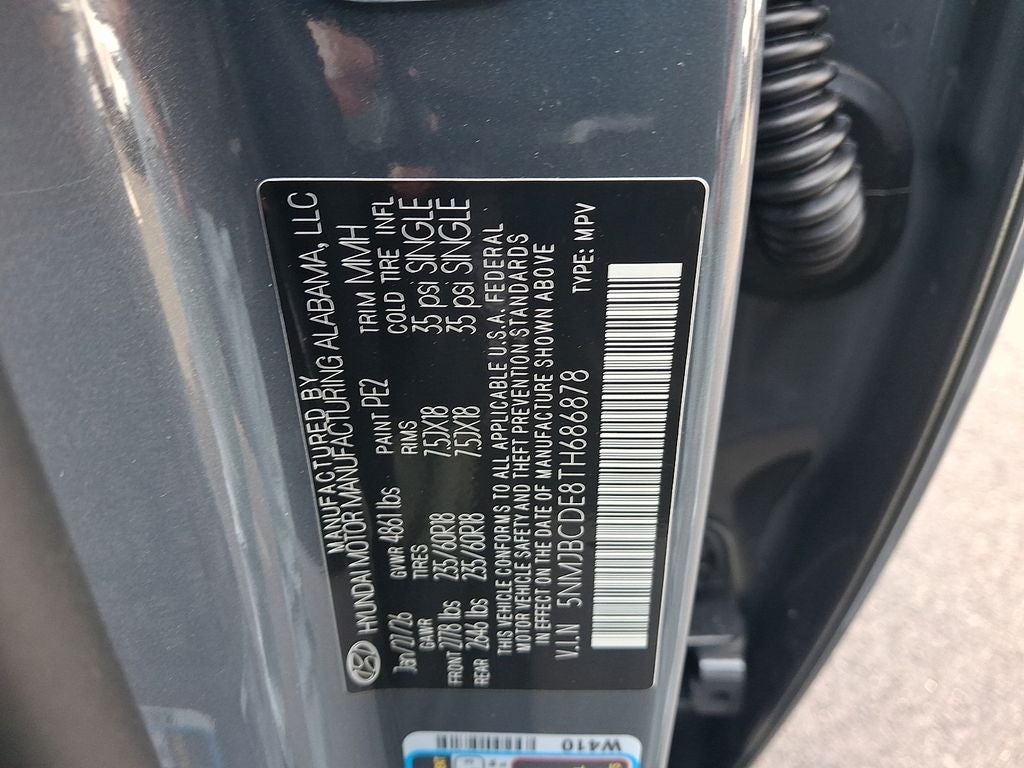 MANUFACTURED BY
HYUNDAI MOTOR MANUFACTURING ALABAMA, LLC
Jan/27/26 GVWR 4861 lbs PAINT PE2 TRIM MMH
GAWR TIRES RIMS COLD TIRE INFL
FRONT 2778 lbs 235/60R18 7.5JX18 35 psi SINGLE
REAR 2646 lbs 235/60R18 7.5JX18 35 psi SINGLE
THIS VEHICLE CONFORMS TO ALL APPLICABLE U.S.A. FEDERAL
MOTOR VEHICLE SAFETY AND THEFT PREVENTION STANDARDS
IN EFFECT ON THE DATE OF MANUFACTURE SHOWN ABOVE
V.I.N 5NMBCDE8TH686878 TYPE: MPV
W410